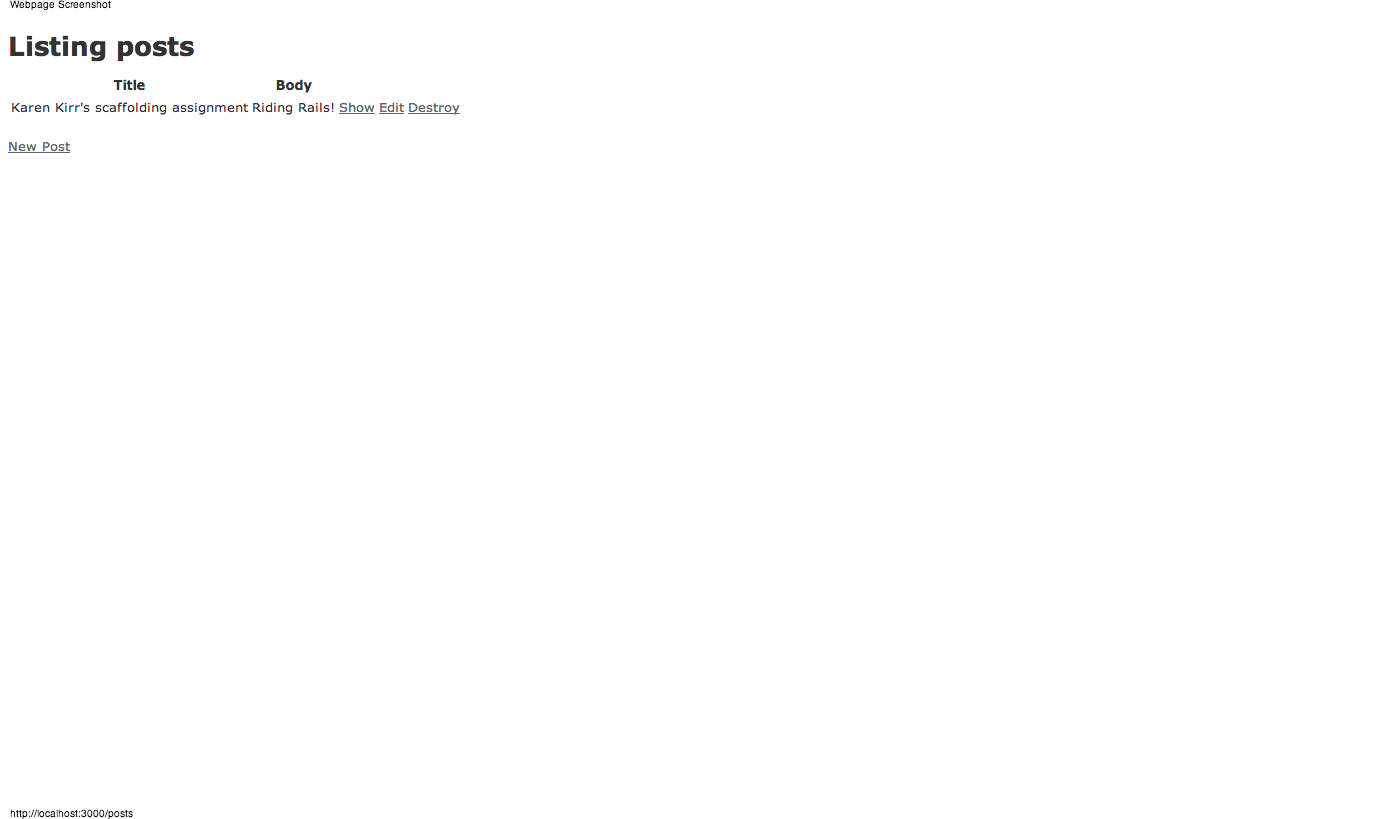 Webpage Screenshot
Listing posts
Title Body
Karen Kirr's scaffolding assignment Riding Rails! Show Edit Destroy
New Post
http://localhost:3000/posts